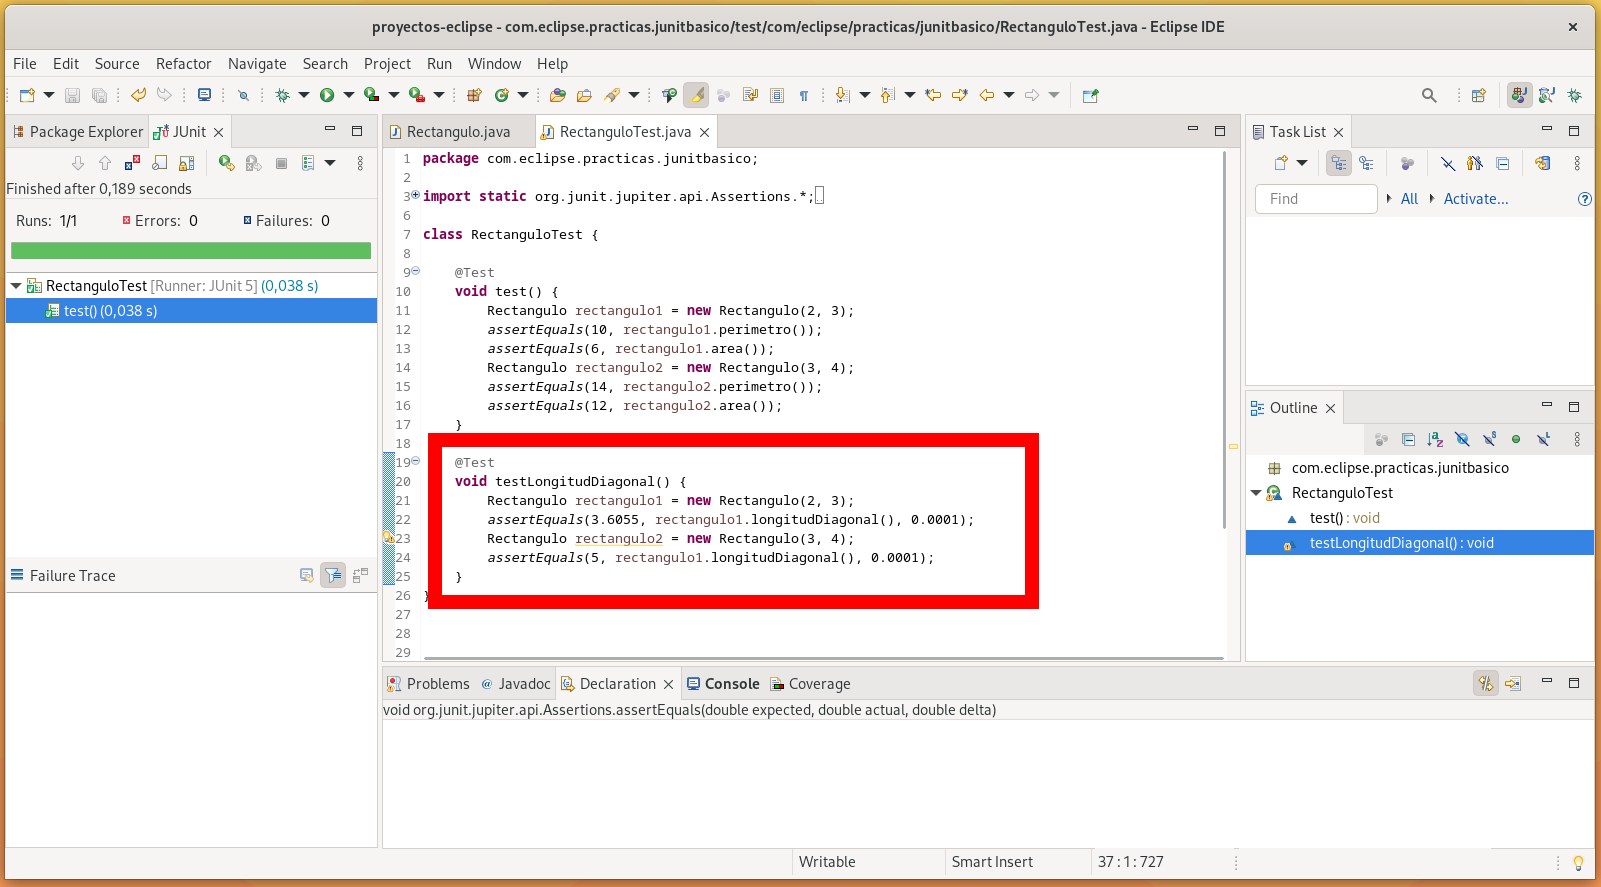 proyectos-eclipse - com.eclipse.practicas.junitbasico/test/com/eclipse/practicas/junitbasico/RectanguloTest.java - Eclipse IDE
File Edit Source Refactor Navigate Search Project Run Window Help
Package Explorer JUnit
Finished after 0,189 seconds
Runs: 1/1 Errors: 0 Failures: 0
RectanguloTest [Runner: JUnit 5] (0,038 s)
test() (0,038 s)
Failure Trace
Rectangulo.java RectanguloTest.java
1 package com.eclipse.practicas.junitbasico;
2
3 import static org.junit.jupiter.api.Assertions.*;
6
7 class RectanguloTest {
8
9 @Test
10 void test() {
11 Rectangulo rectangulo1 = new Rectangulo(2, 3);
12 assertEquals(10, rectangulo1.perimetro());
13 assertEquals(6, rectangulo1.area());
14 Rectangulo rectangulo2 = new Rectangulo(3, 4);
15 assertEquals(14, rectangulo2.perimetro());
16 assertEquals(12, rectangulo2.area());
17 }
18
19 @Test
20 void testLongitudDiagonal() {
21 Rectangulo rectangulo1 = new Rectangulo(2, 3);
22 assertEquals(3.6055, rectangulo1.longitudDiagonal(), 0.0001);
23 Rectangulo rectangulo2 = new Rectangulo(3, 4);
24 assertEquals(5, rectangulo1.longitudDiagonal(), 0.0001);
25 }
26 }
27
28
29
Task List
Find All Activate...
Outline
com.eclipse.practicas.junitbasico
RectanguloTest
test() : void
testLongitudDiagonal() : void
Problems @ Javadoc Declaration Console Coverage
void org.junit.jupiter.api.Assertions.assertEquals(double expected, double actual, double delta)
Writable Smart Insert 37 : 1 : 727